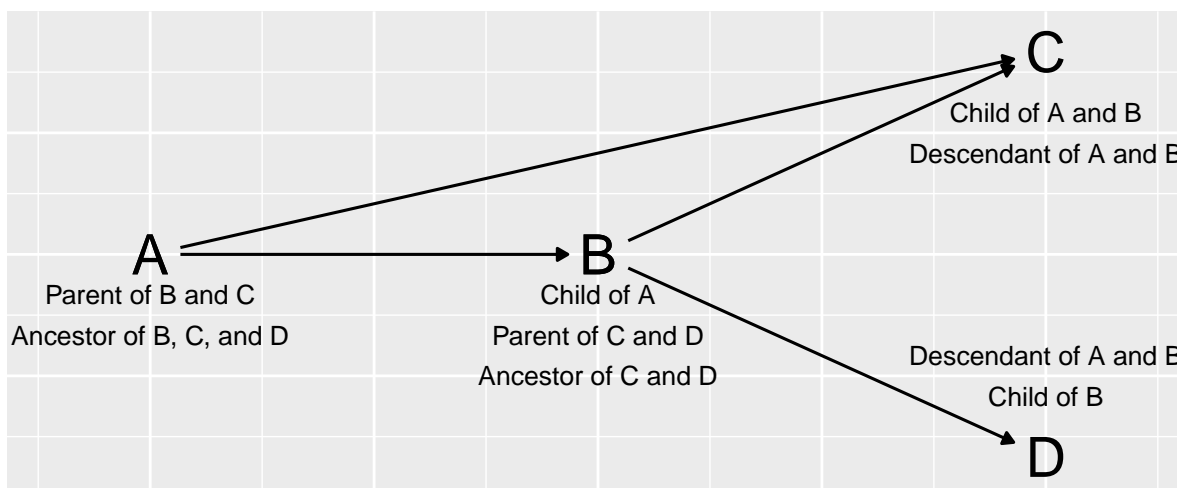 C
Child of A and B
Descendant of A and B
A
Parent of B and C
Ancestor of B, C, and D
B
Child of A
Parent of C and D
Ancestor of C and D
Descendant of A and B
Child of B
D